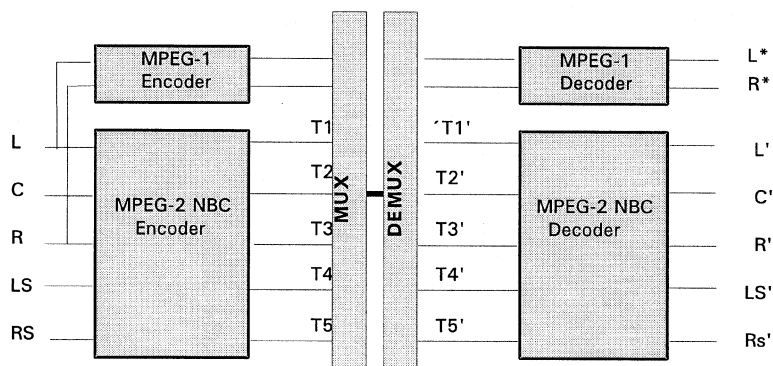 MPEG-1
Encoder
MPEG-1
Decoder
L*
R*
L
C
R
LS
RS
MPEG-2 NBC
Encoder
T1
T2
T3
T4
T5
MUX
DEMUX
´T1'
T2'
T3'
T4'
T5'
MPEG-2 NBC
Decoder
L'
C'
R'
LS'
Rs'